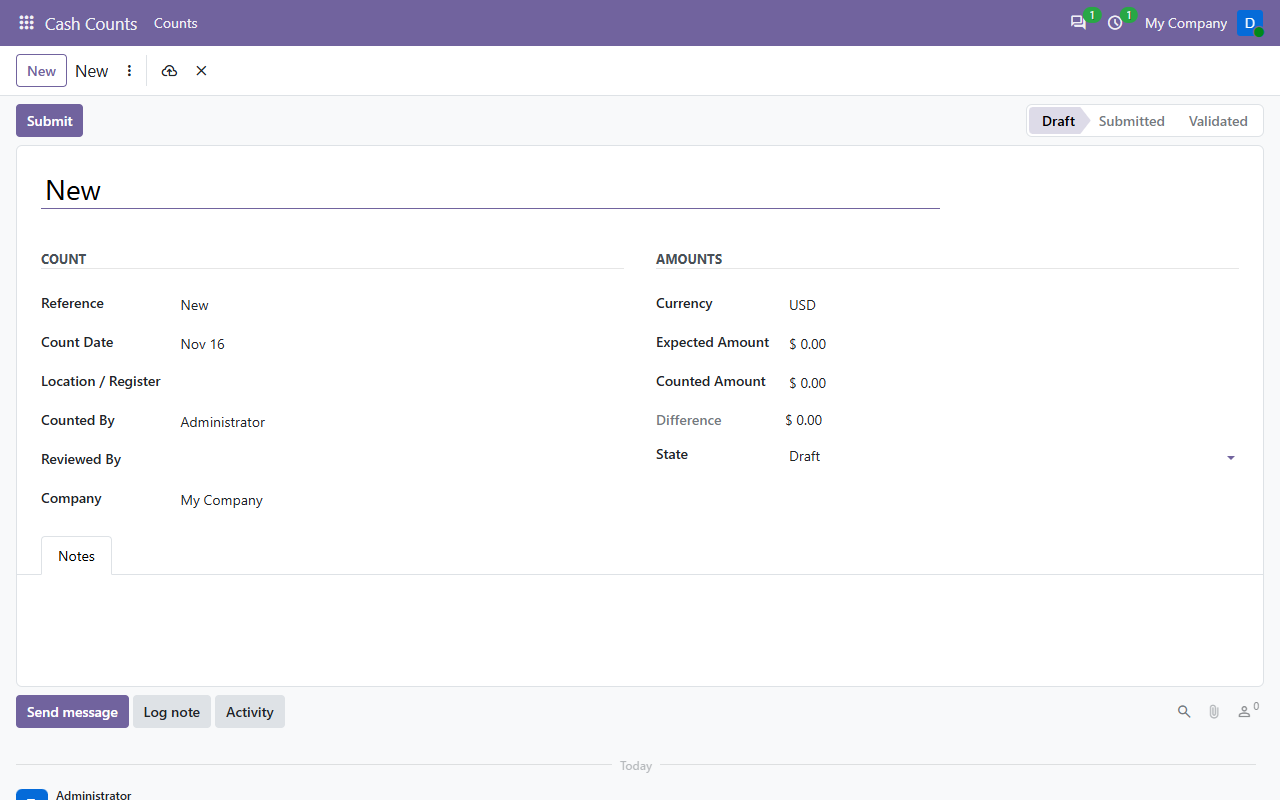 Cash Counts Counts 1 1 My Company D
New New
Submit Draft Submitted Validated
New
COUNT
Reference New
Count Date Nov 16
Location / Register
Counted By Administrator
Reviewed By
Company My Company
AMOUNTS
Currency USD
Expected Amount $ 0.00
Counted Amount $ 0.00
Difference $ 0.00
State Draft
Notes
Send message Log note Activity 0
Today
Administrator